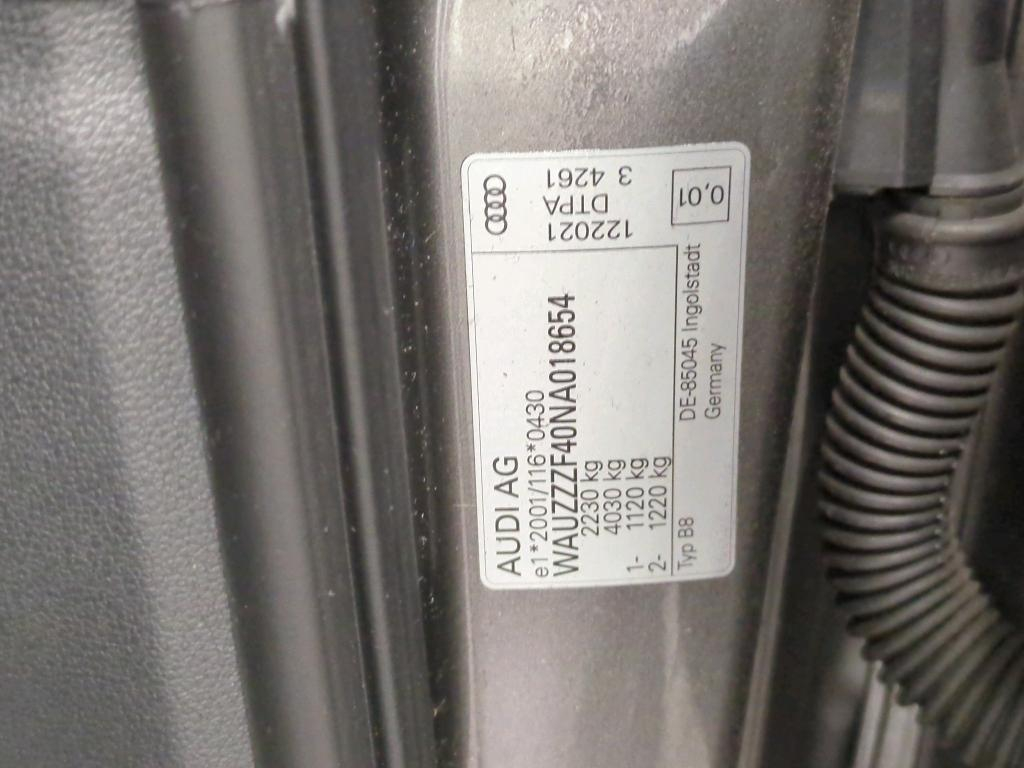 AUDI AG
e1*2001/116*0430
WAUZZZF40NA018654
2230 kg
4030 kg
1- 1120 kg
2- 1220 kg
Typ B8
DE-85045 Ingolstadt
Germany
122021
DTPA
3 4261
0,01